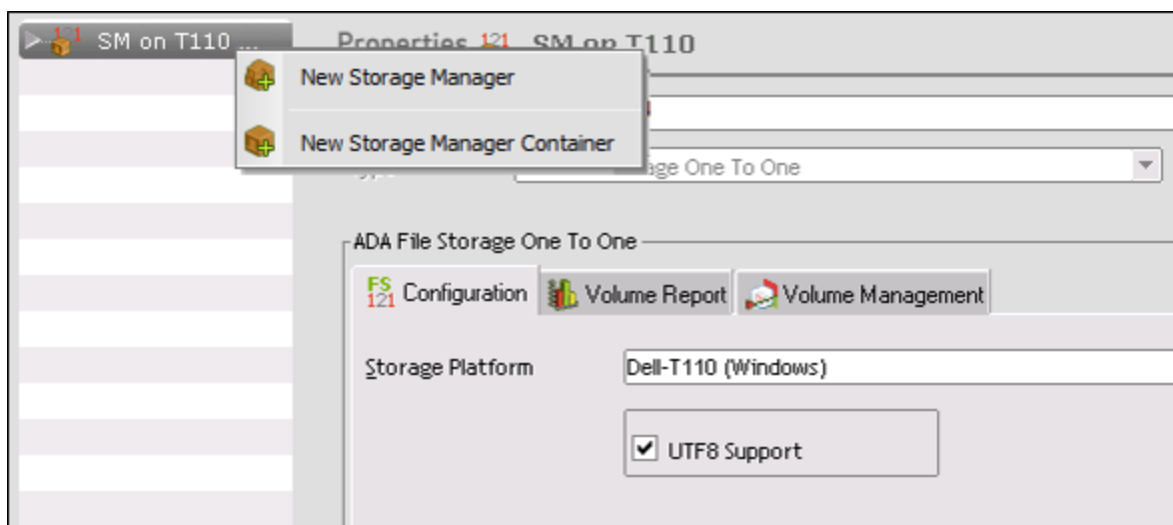 SM on T110 ...
Properties 121 SM on T110
New Storage Manager
New Storage Manager Container
age One To One
ADA File Storage One To One
FS 121 Configuration
Volume Report
Volume Management
Storage Platform
Dell-T110 (Windows)
UTF8 Support